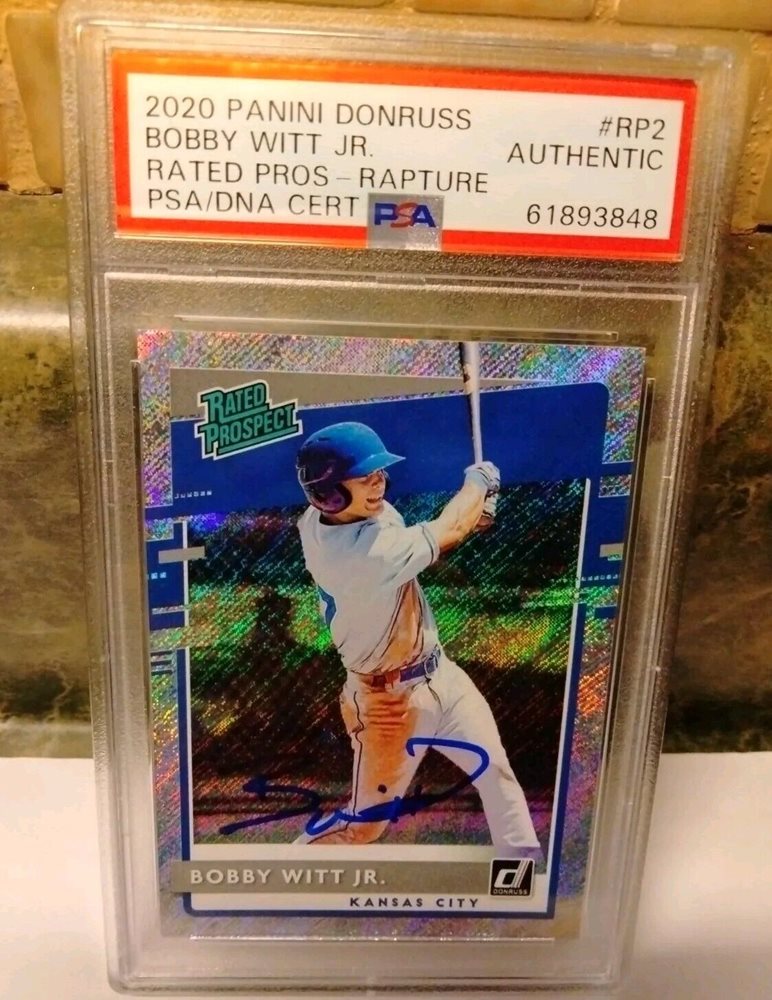 2020 PANINI DONRUSS #RP2
BOBBY WITT JR. AUTHENTIC
RATED PROS - RAPTURE
PSA/DNA CERT PSA 61893848
RATED
PROSPECT
BOBBY WITT JR.
DONRUSS
KANSAS CITY